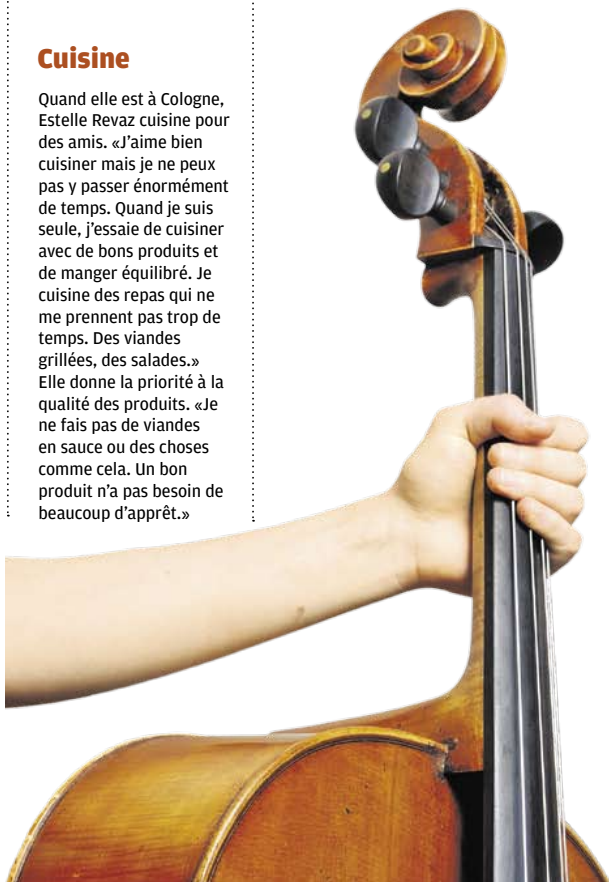 Cuisine
Quand elle est à Cologne,
Estelle Revaz cuisine pour
des amis. «J’aime bien
cuisiner mais je ne peux
pas y passer énormément
de temps. Quand je suis
seule, j’essaie de cuisiner
avec de bons produits et
de manger équilibré. Je
cuisine des repas qui ne
me prennent pas trop de
temps. Des viandes
grillées, des salades.»
Elle donne la priorité à la
qualité des produits. «Je
ne fais pas de viandes
en sauce ou des choses
comme cela. Un bon
produit n’a pas besoin de
beaucoup d’apprêt.»